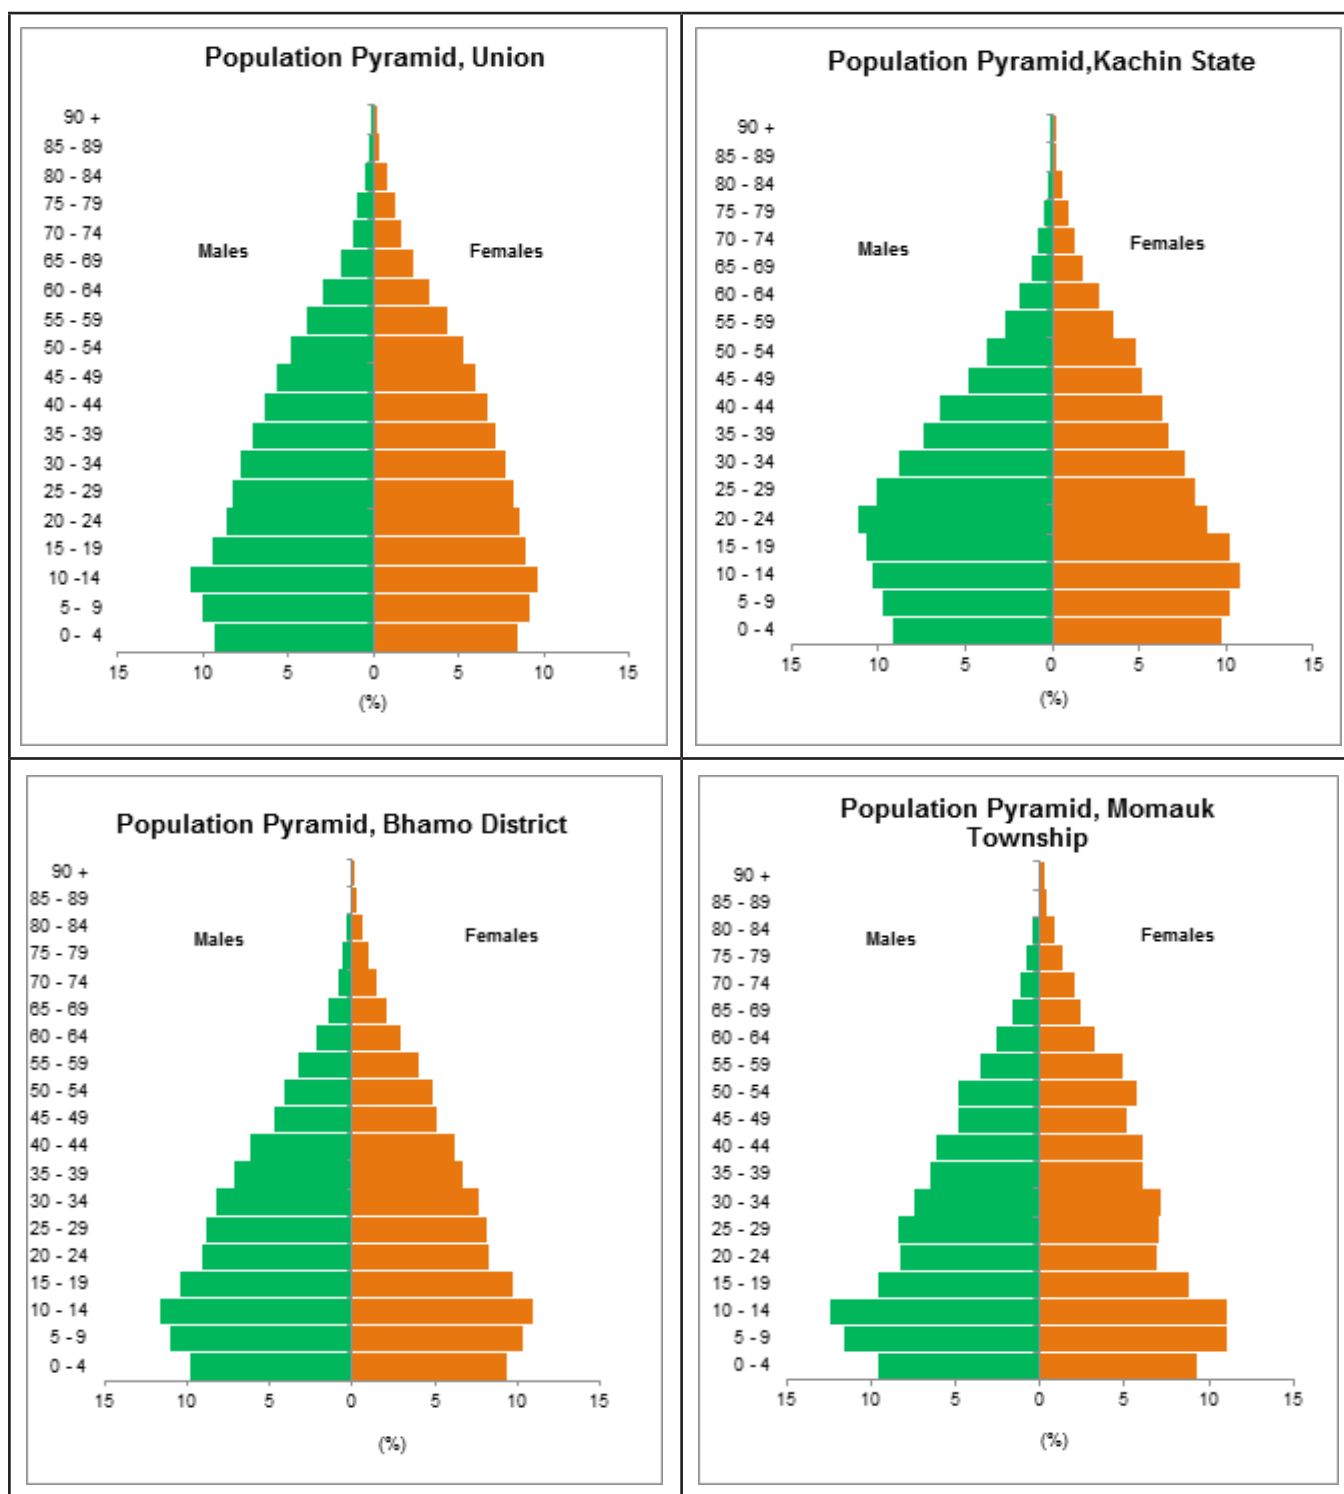 Population Pyramid, Union
90 +
85 - 89
80 - 84
75 - 79
70 - 74
65 - 69
60 - 64
55 - 59
50 - 54
45 - 49
40 - 44
35 - 39
30 - 34
25 - 29
20 - 24
15 - 19
10 -14
5 - 9
0 - 4
Males
Females
15 10 5 0 5 10 15
(%)
Population Pyramid,Kachin State
90 +
85 - 89
80 - 84
75 - 79
70 - 74
65 - 69
60 - 64
55 - 59
50 - 54
45 - 49
40 - 44
35 - 39
30 - 34
25 - 29
20 - 24
15 - 19
10 - 14
5 - 9
0 - 4
Males
Females
15 10 5 0 5 10 15
(%)
Population Pyramid, Bhamo District
90 +
85 - 89
80 - 84
75 - 79
70 - 74
65 - 69
60 - 64
55 - 59
50 - 54
45 - 49
40 - 44
35 - 39
30 - 34
25 - 29
20 - 24
15 - 19
10 - 14
5 - 9
0 - 4
Males
Females
15 10 5 0 5 10 15
(%)
Population Pyramid, Momauk
Township
90 +
85 - 89
80 - 84
75 - 79
70 - 74
65 - 69
60 - 64
55 - 59
50 - 54
45 - 49
40 - 44
35 - 39
30 - 34
25 - 29
20 - 24
15 - 19
10 - 14
5 - 9
0 - 4
Males
Females
15 10 5 0 5 10 15
(%)